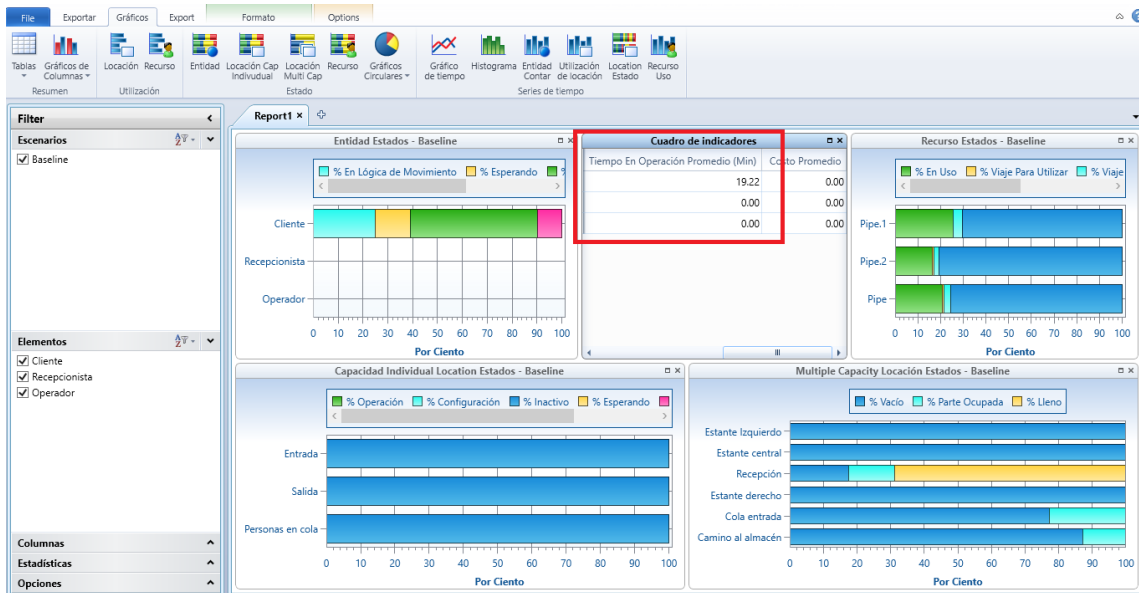 File Exportar Gráficos Export Formato Options
Tablas Gráficos de Columnas Locación Recurso Entidad Locación Cap Indivudual Locación Multi Cap Recurso Gráficos Circulares Gráfico de tiempo Histograma Entidad Contar Utilización de locación Location Estado Recurso Uso
Resumen Utilización Estado Series de tiempo
Filter
Escenarios
Baseline
Elementos
Cliente
Recepcionista
Operador
Columnas
Estadísticas
Opciones
Report1
Entidad Estados - Baseline
% En Lógica de Movimiento % Esperando %
Cliente
Recepcionista
Operador
0 10 20 30 40 50 60 70 80 90 100
Por Ciento
Cuadro de indicadores
Tiempo En Operación Promedio (Min) Costo Promedio
19.22 0.00
0.00 0.00
0.00 0.00
Recurso Estados - Baseline
% En Uso % Viaje Para Utilizar % Viaje
Pipe.1
Pipe.2
Pipe
0 10 20 30 40 50 60 70 80 90 100
Por Ciento
Capacidad Individual Location Estados - Baseline
% Operación % Configuración % Inactivo % Esperando
Entrada
Salida
Personas en cola
0 10 20 30 40 50 60 70 80 90 100
Por Ciento
Multiple Capacity Locación Estados - Baseline
% Vacío % Parte Ocupada % Lleno
Estante Izquierdo
Estante central
Recepción
Estante derecho
Cola entrada
Camino al almacén
0 10 20 30 40 50 60 70 80 90 100
Por Ciento